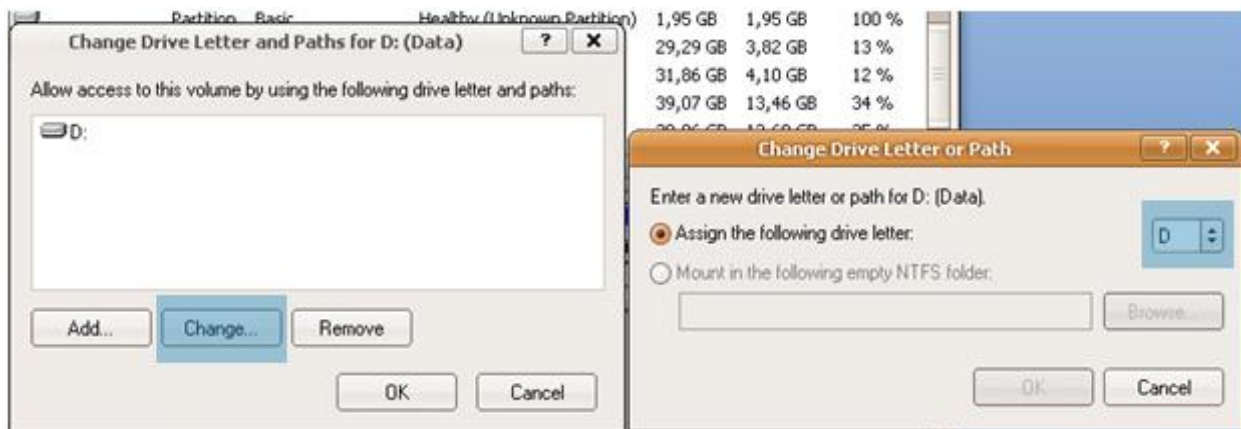 Partition Basic Healthy (Unknown Partition) 1,95 GB 1,95 GB 100 %
29,29 GB 3,82 GB 13 %
31,86 GB 4,10 GB 12 %
39,07 GB 13,46 GB 34 %
Change Drive Letter and Paths for D: (Data)
Allow access to this volume by using the following drive letter and paths:
D:
Add... Change... Remove
OK Cancel
Change Drive Letter or Path
Enter a new drive letter or path for D: (Data).
Assign the following drive letter: D
Mount in the following empty NTFS folder:
Browse...
OK Cancel